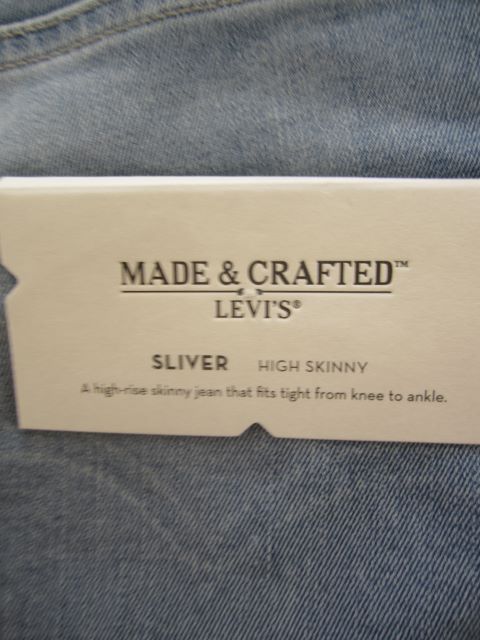 MADE & CRAFTED™
LEVI'S®
SLIVER HIGH SKINNY
A high-rise skinny jean that fits tight from knee to ankle.